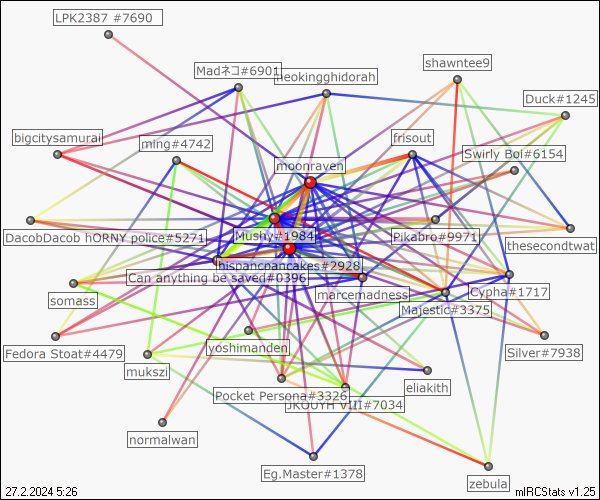 LPK2387 #7690
shawntee9
Madネコ#6901
neokingghidorah
Duck#1245
bigcitysamurai
ming#4742
frisout
Swirly Boi#6154
moonraven
DacobDacob hORNY police#5271
Mushy#1984
Pikabro#9971
thesecondtwat
hispancpancakes#2928
Can anything be saved#0396
somass
marcemadness
Cypha#1717
Majestic#3375
Fedora Stoat#4479
yoshimanden
Silver#7938
mukszi
Pocket Persona#3326
JKOUYH VIII#7034
eliakith
normalwan
Eg.Master#1378
zebula
27.2.2024 5:26
mIRCStats v1.25